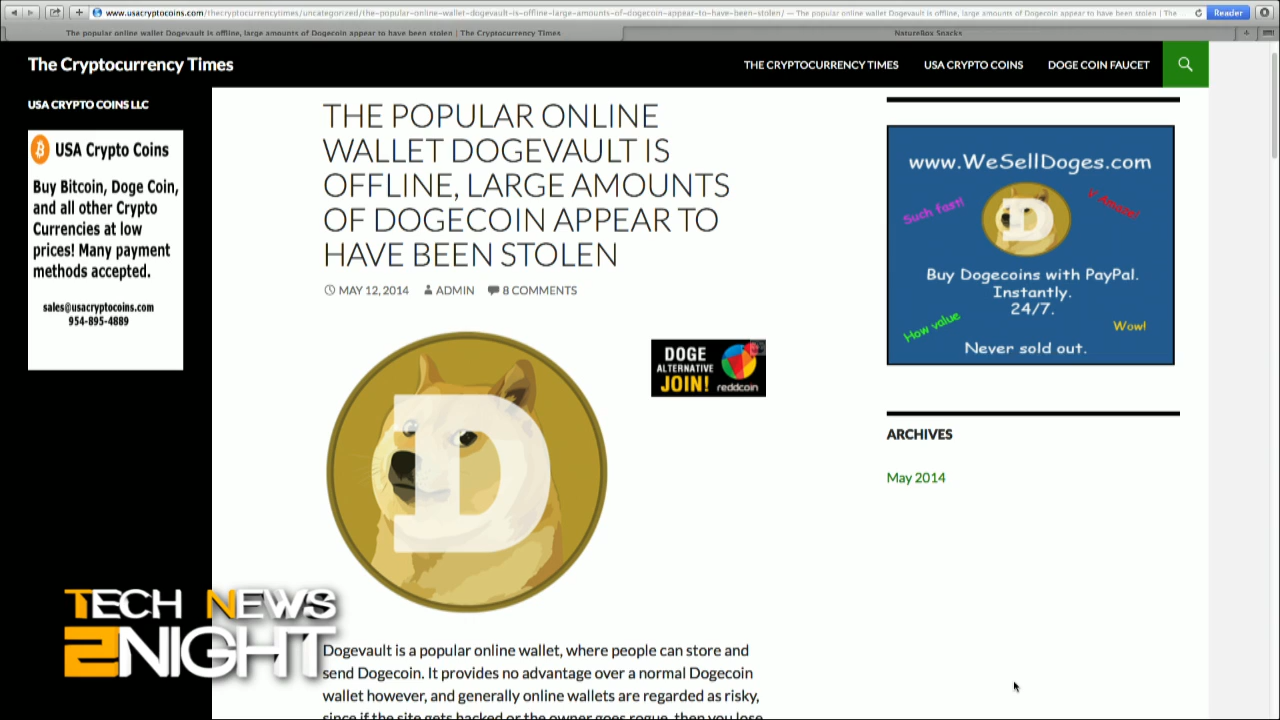 www.usacryptocoins.com/thecryptocurrencytimes/uncategorized/the-popular-online-wallet-dogevault-is-offline-large-amounts-of-dogecoin-appear-to-have-been-stolen/ — The popular online wallet Dogevault is offline, large amounts of Dogecoin appear to have been stolen | The
Reader
The popular online wallet Dogevault is offline, large amounts of Dogecoin appear to have been stolen | The Cryptocurrency Times
NatureBox Snacks
The Cryptocurrency Times
THE CRYPTOCURRENCY TIMES
USA CRYPTO COINS
DOGE COIN FAUCET
USA CRYPTO COINS LLC
USA Crypto Coins
Buy Bitcoin, Doge Coin,
and all other Crypto
Currencies at low
prices! Many payment
methods accepted.
sales@usacryptocoins.com
954-895-4889
THE POPULAR ONLINE
WALLET DOGEVAULT IS
OFFLINE, LARGE AMOUNTS
OF DOGECOIN APPEAR TO
HAVE BEEN STOLEN
MAY 12, 2014 ADMIN 8 COMMENTS
D
DOGE
ALTERNATIVE
JOIN!
reddcoin
Dogevault is a popular online wallet, where people can store and
send Dogecoin. It provides no advantage over a normal Dogecoin
wallet however, and generally online wallets are regarded as risky,
since if the site gets hacked or the owner goes rogue, then you lose
www.WeSellDoges.com
Such fast!
D
Buy Dogecoins with PayPal.
Instantly.
24/7.
How value
Wow!
Never sold out.
ARCHIVES
May 2014
TECH NEWS
2NIGHT